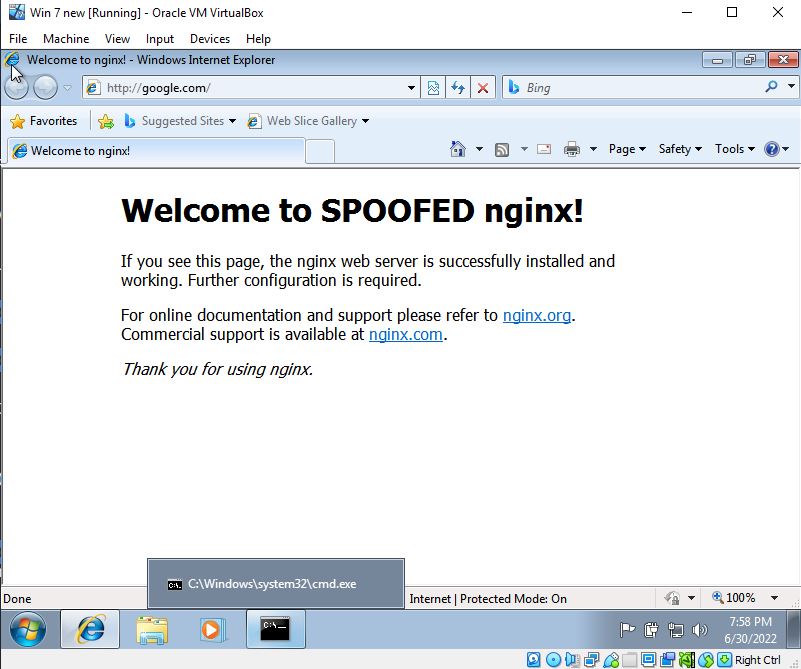 Win 7 new [Running] - Oracle VM VirtualBox
File Machine View Input Devices Help
Welcome to nginx! - Windows Internet Explorer
http://google.com/
Bing
Favorites Suggested Sites Web Slice Gallery
Welcome to nginx!
Page Safety Tools
Welcome to SPOOFED nginx!
If you see this page, the nginx web server is successfully installed and
working. Further configuration is required.
For online documentation and support please refer to nginx.org.
Commercial support is available at nginx.com.
Thank you for using nginx.
C:\Windows\system32\cmd.exe
Done
Internet | Protected Mode: On
100%
7:58 PM
6/30/2022
Right Ctrl